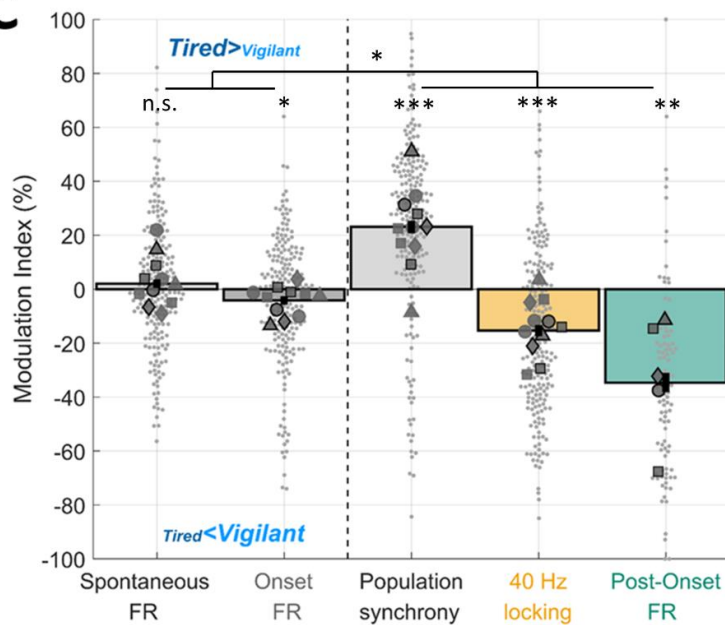 C
100
80
60
40
20
0
-20
-40
-60
-80
-100
Modulation Index (%)
Tired>Vigilant
*
n.s.
*
***
***
**
Tired<Vigilant
Spontaneous
FR
Onset
FR
Population
synchrony
40 Hz
locking
Post-Onset
FR